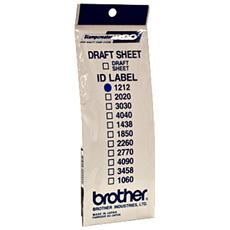 Stampcreator PRO
DRAFT SHEET
DRAFT SHEET
ID LABEL
1212
2020
3030
4040
1438
1850
2260
2770
4090
3458
1060
brother
BROTHER INDUSTRIES, LTD.
MADE IN JAPAN